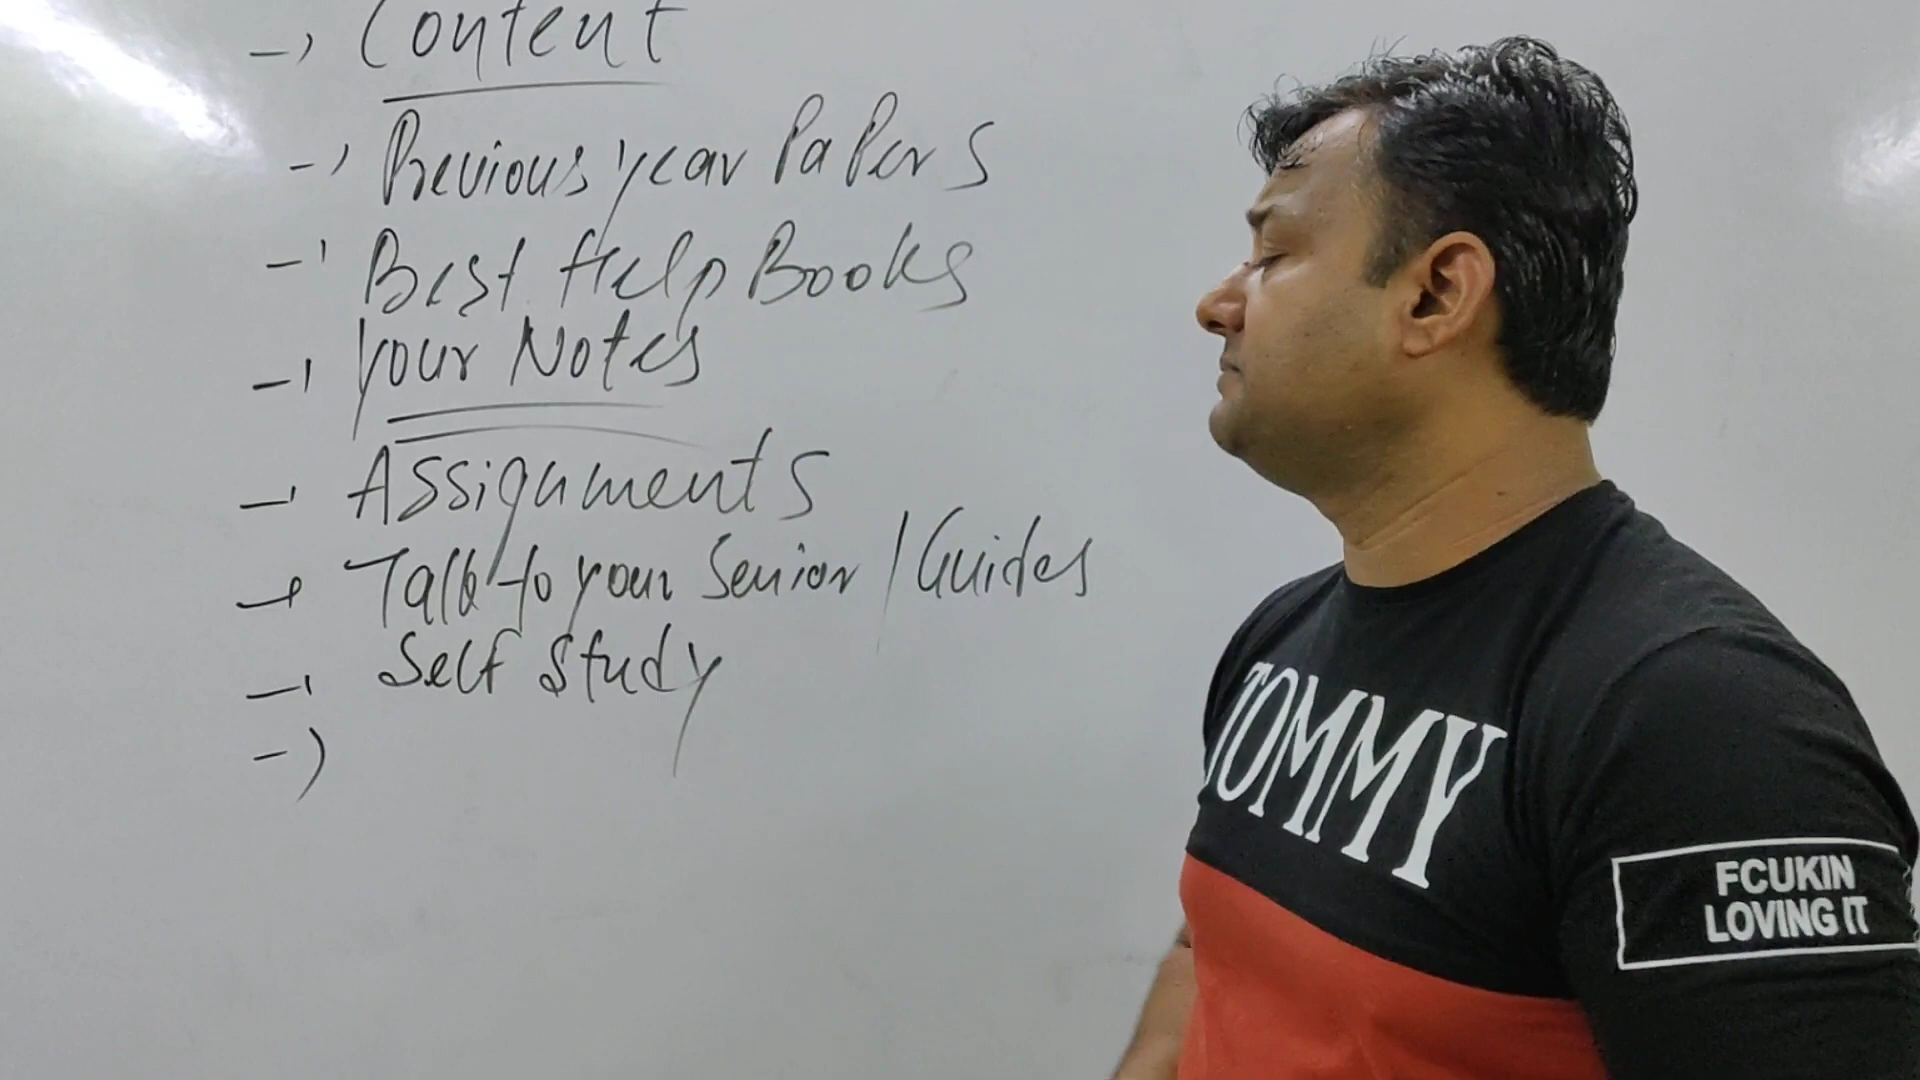 -> Content
-> Previous year Papers
-> Best Help Books
-> Your Notes
-> Assignments
-> Talk to your Senior / Guides
-> Self Study
->
TOMMY
FCUKIN
LOVING IT